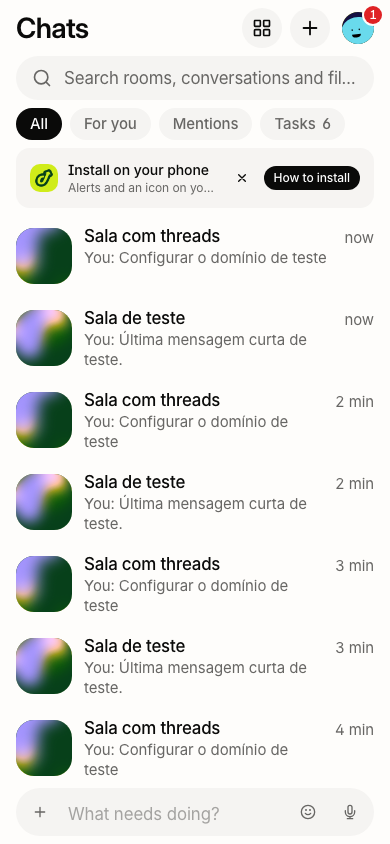 Chats
1
Search rooms, conversations and fil...
All
For you
Mentions
Tasks 6
Install on your phone
Alerts and an icon on yo...
How to install
Sala com threads
now
You: Configurar o domínio de teste
Sala de teste
now
You: Última mensagem curta de
teste.
Sala com threads
2 min
You: Configurar o domínio de
teste
Sala de teste
2 min
You: Última mensagem curta de
teste.
Sala com threads
3 min
You: Configurar o domínio de
teste
Sala de teste
3 min
You: Última mensagem curta de
teste.
Sala com threads
4 min
You: Configurar o domínio de
teste
What needs doing?